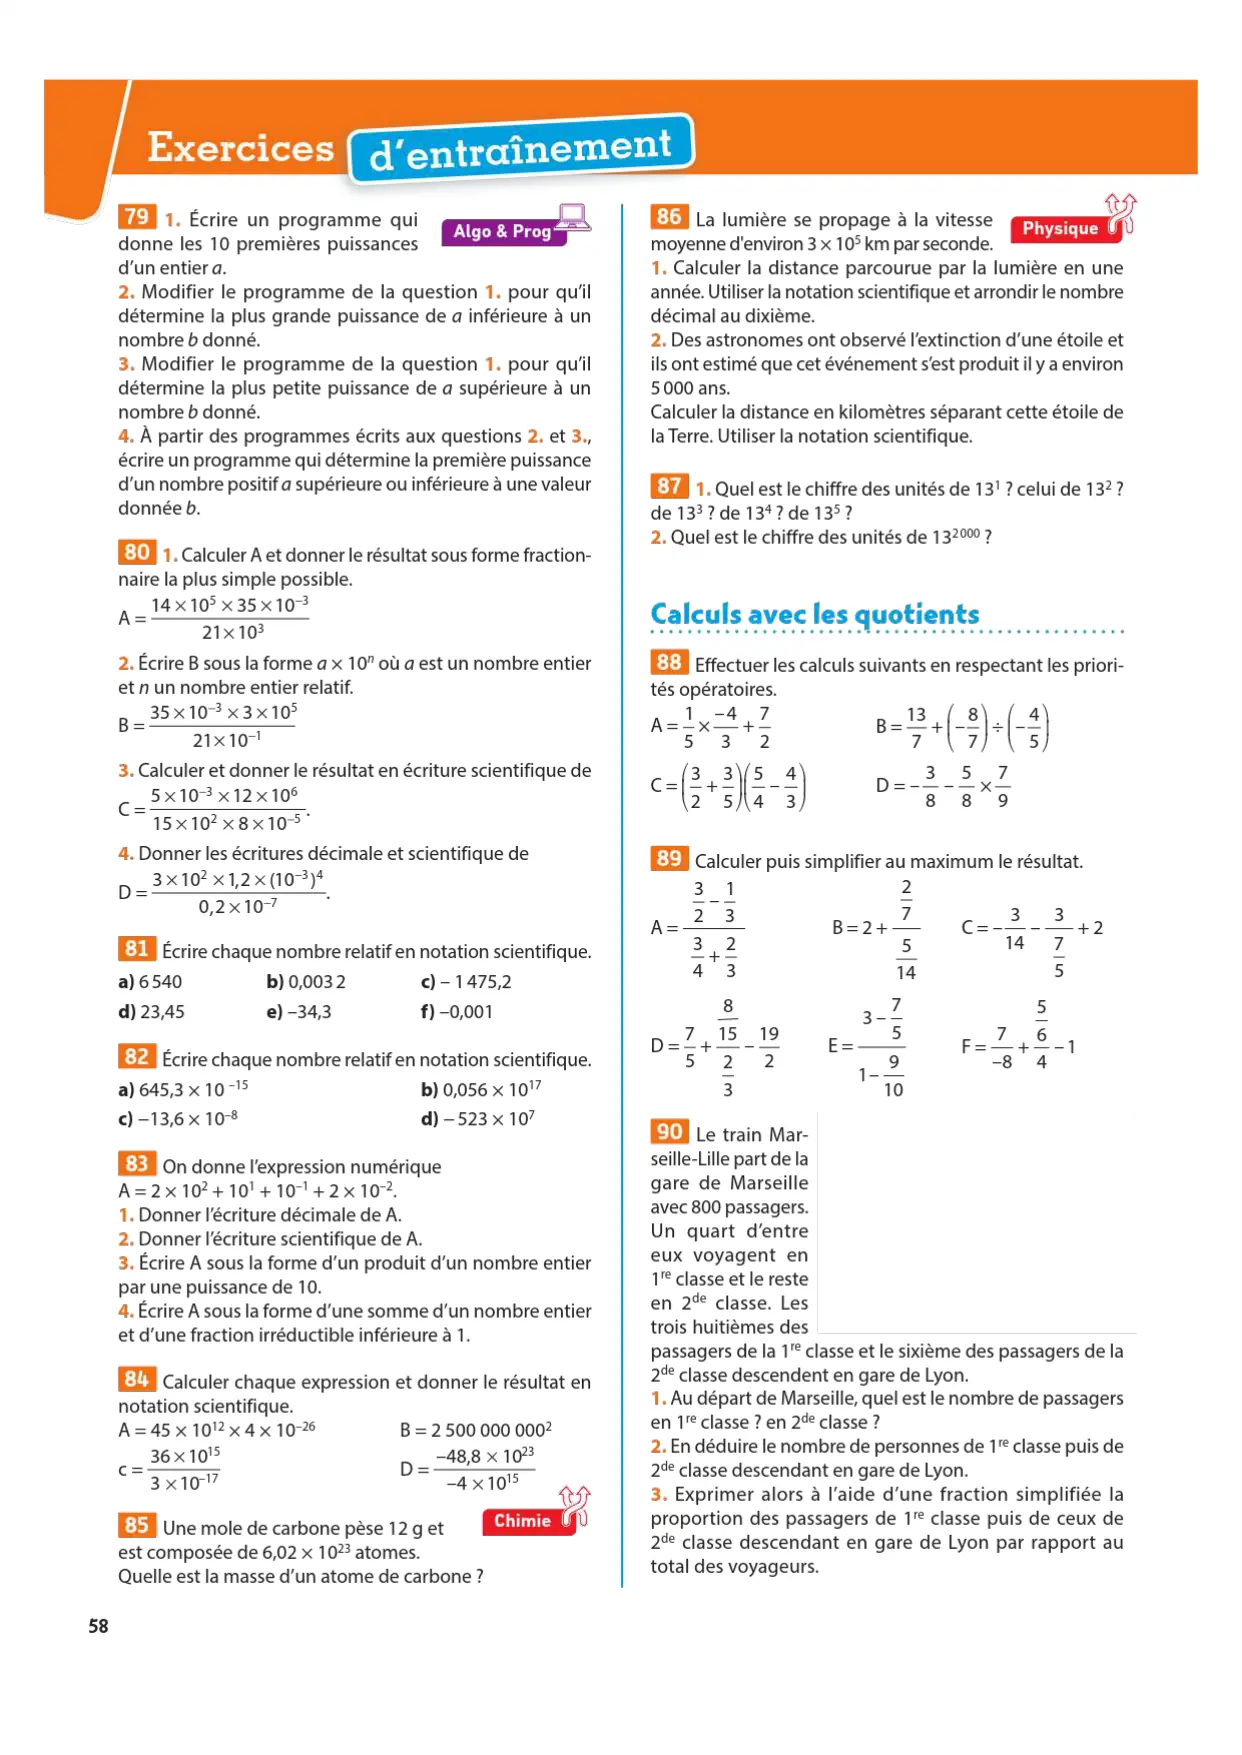 Exercices d'entraînement
79 1. Écrire un programme qui
Algo & Prog
donne les 10 premières puissances
d'un entier a.
2. Modifier le programme de la question 1. pour qu'il
détermine la plus grande puissance de a inférieure à un
nombre b donné.
3. Modifier le programme de la question 1. pour qu'il
détermine la plus petite puissance de a supérieure à un
nombre b donné.
4. À partir des programmes écrits aux questions 2. et 3.,
écrire un programme qui détermine la première puissance
d'un nombre positif a supérieure ou inférieure à une valeur
donnée b.
80 1. Calculer A et donner le résultat sous forme fraction-
naire la plus simple possible.
A = (14 × 10⁵ × 35 × 10⁻³) / (21 × 10³)
2. Écrire B sous la forme a × 10ⁿ où a est un nombre entier
et n un nombre entier relatif.
B = (35 × 10⁻³ × 3 × 10⁵) / (21 × 10⁻¹)
3. Calculer et donner le résultat en écriture scientifique de
C = (5 × 10⁻³ × 12 × 10⁶) / (15 × 10² × 8 × 10⁻⁵).
4. Donner les écritures décimale et scientifique de
D = (3 × 10² × 1,2 × (10⁻³)⁴) / (0,2 × 10⁻⁷).
81 Écrire chaque nombre relatif en notation scientifique.
a) 6 540 b) 0,003 2 c) – 1 475,2
d) 23,45 e) –34,3 f) –0,001
82 Écrire chaque nombre relatif en notation scientifique.
a) 645,3 × 10 ⁻¹⁵ b) 0,056 × 10¹⁷
c) –13,6 × 10⁻⁸ d) – 523 × 10⁷
83 On donne l'expression numérique
A = 2 × 10² + 10¹ + 10⁻¹ + 2 × 10⁻².
1. Donner l'écriture décimale de A.
2. Donner l'écriture scientifique de A.
3. Écrire A sous la forme d'un produit d'un nombre entier
par une puissance de 10.
4. Écrire A sous la forme d'une somme d'un nombre entier
et d'une fraction irréductible inférieure à 1.
84 Calculer chaque expression et donner le résultat en
notation scientifique.
A = 45 × 10¹² × 4 × 10⁻²⁶ B = 2 500 000 000²
c = (36 × 10¹⁵) / (3 × 10⁻¹⁷) D = (–48,8 × 10²³) / (–4 × 10¹⁵)
85 Une mole de carbone pèse 12 g et
Chimie
est composée de 6,02 × 10²³ atomes.
Quelle est la masse d'un atome de carbone ?
58
86 La lumière se propage à la vitesse
Physique
moyenne d'environ 3 × 10⁵ km par seconde.
1. Calculer la distance parcourue par la lumière en une
année. Utiliser la notation scientifique et arrondir le nombre
décimal au dixième.
2. Des astronomes ont observé l'extinction d'une étoile et
ils ont estimé que cet événement s'est produit il y a environ
5 000 ans.
Calculer la distance en kilomètres séparant cette étoile de
la Terre. Utiliser la notation scientifique.
87 1. Quel est le chiffre des unités de 13¹ ? celui de 13² ?
de 13³ ? de 13⁴ ? de 13⁵ ?
2. Quel est le chiffre des unités de 13²⁰⁰⁰ ?
Calculs avec les quotients
88 Effectuer les calculs suivants en respectant les priori-
tés opératoires.
A = 1/5 × –4/3 + 7/2 B = 13/7 + (– 8/7) ÷ (– 4/5)
C = (3/2 + 3/5)(5/4 – 4/3) D = – 3/8 – 5/8 × 7/9
89 Calculer puis simplifier au maximum le résultat.
A = (3/2 – 1/3) / (3/4 + 2/3) B = 2 + (2/7) / (5/14) C = – 3/14 – 3/(7/5) + 2
D = 7/5 + (8/15) / (2/3) – 19/2 E = (3 – 7/5) / (1 – 9/10) F = 7/–8 + (5/6)/4 – 1
90 Le train Mar-
seille-Lille part de la
gare de Marseille
avec 800 passagers.
Un quart d'entre
eux voyagent en
1ʳᵉ classe et le reste
en 2ᵈᵉ classe. Les
trois huitièmes des
passagers de la 1ʳᵉ classe et le sixième des passagers de la
2ᵈᵉ classe descendent en gare de Lyon.
1. Au départ de Marseille, quel est le nombre de passagers
en 1ʳᵉ classe ? en 2ᵈᵉ classe ?
2. En déduire le nombre de personnes de 1ʳᵉ classe puis de
2ᵈᵉ classe descendant en gare de Lyon.
3. Exprimer alors à l'aide d'une fraction simplifiée la
proportion des passagers de 1ʳᵉ classe puis de ceux de
2ᵈᵉ classe descendant en gare de Lyon par rapport au
total des voyageurs.